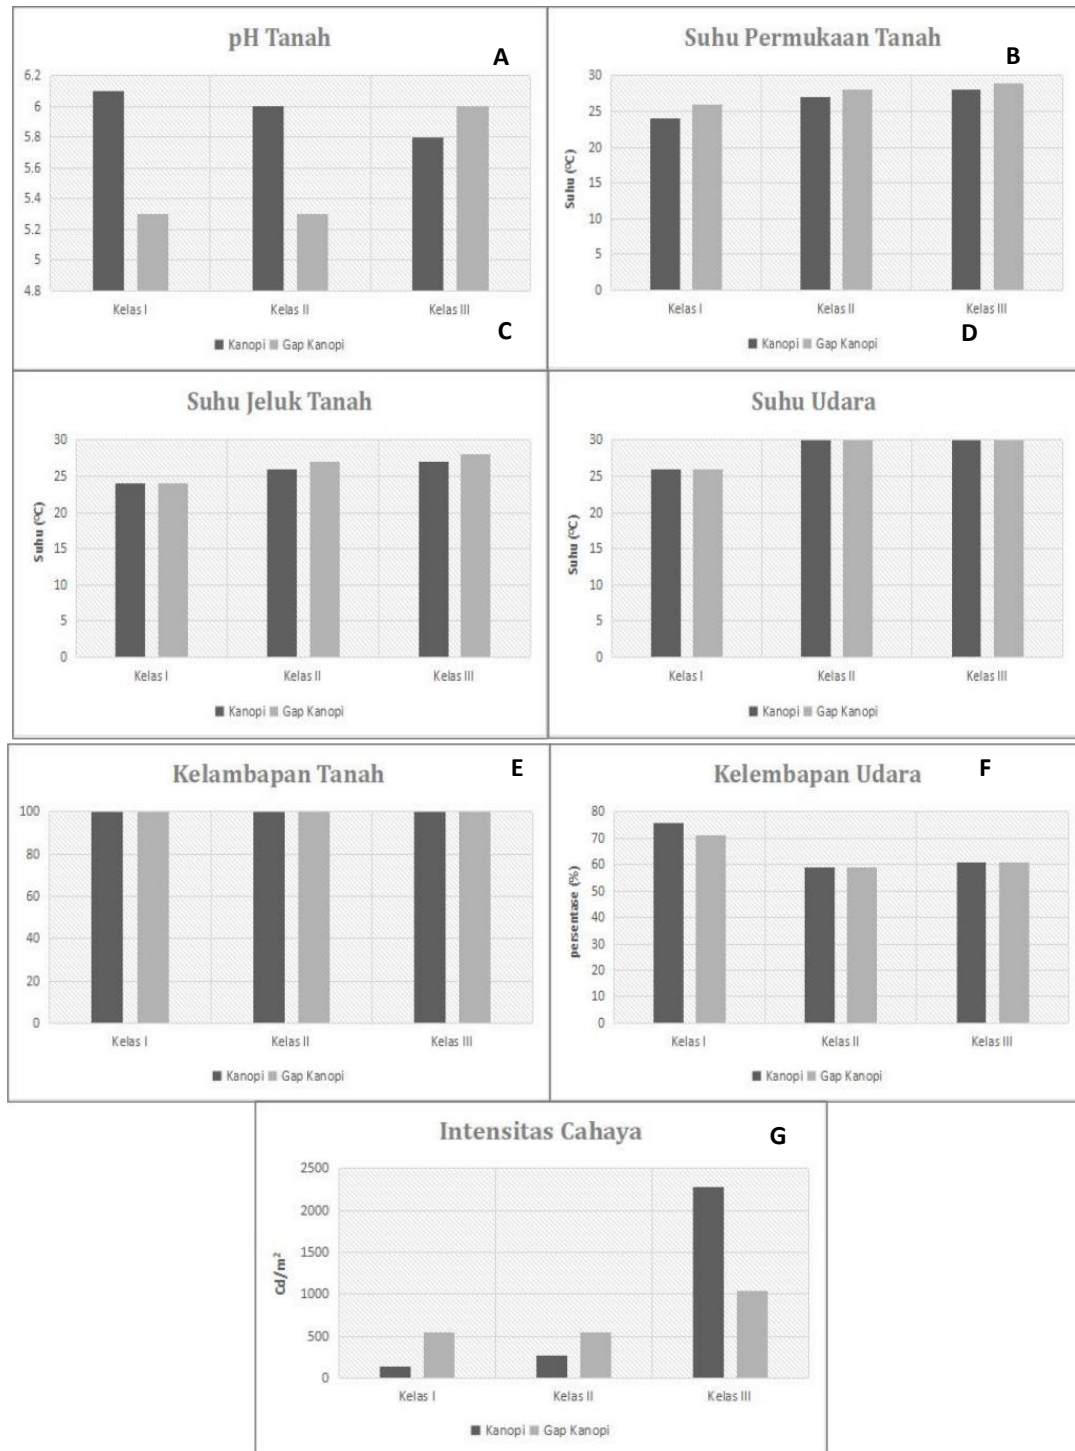 pH Tanah
A
6.2
6
5.8
5.6
5.4
5.2
5
4.8
Kelas I Kelas II Kelas III
Kanopi Gap Kanopi
C
Suhu Permukaan Tanah
B
Suhu (°C)
30
25
20
15
10
5
0
Kelas I Kelas II Kelas III
Kanopi Gap Kanopi
D
Suhu Jeluk Tanah
Suhu (°C)
30
25
20
15
10
5
0
Kelas I Kelas II Kelas III
Kanopi Gap Kanopi
Suhu Udara
Suhu (°C)
30
25
20
15
10
5
0
Kelas I Kelas II Kelas III
Kanopi Gap Kanopi
Kelambapan Tanah
E
100
80
60
40
20
0
Kelas I Kelas II Kelas III
Kanopi Gap Kanopi
Kelembapan Udara
F
persentase (%)
80
70
60
50
40
30
20
10
0
Kelas I Kelas II Kelas III
Kanopi Gap Kanopi
Intensitas Cahaya
G
Cd/m²
2500
2000
1500
1000
500
0
Kelas I Kelas II Kelas III
Kanopi Gap Kanopi